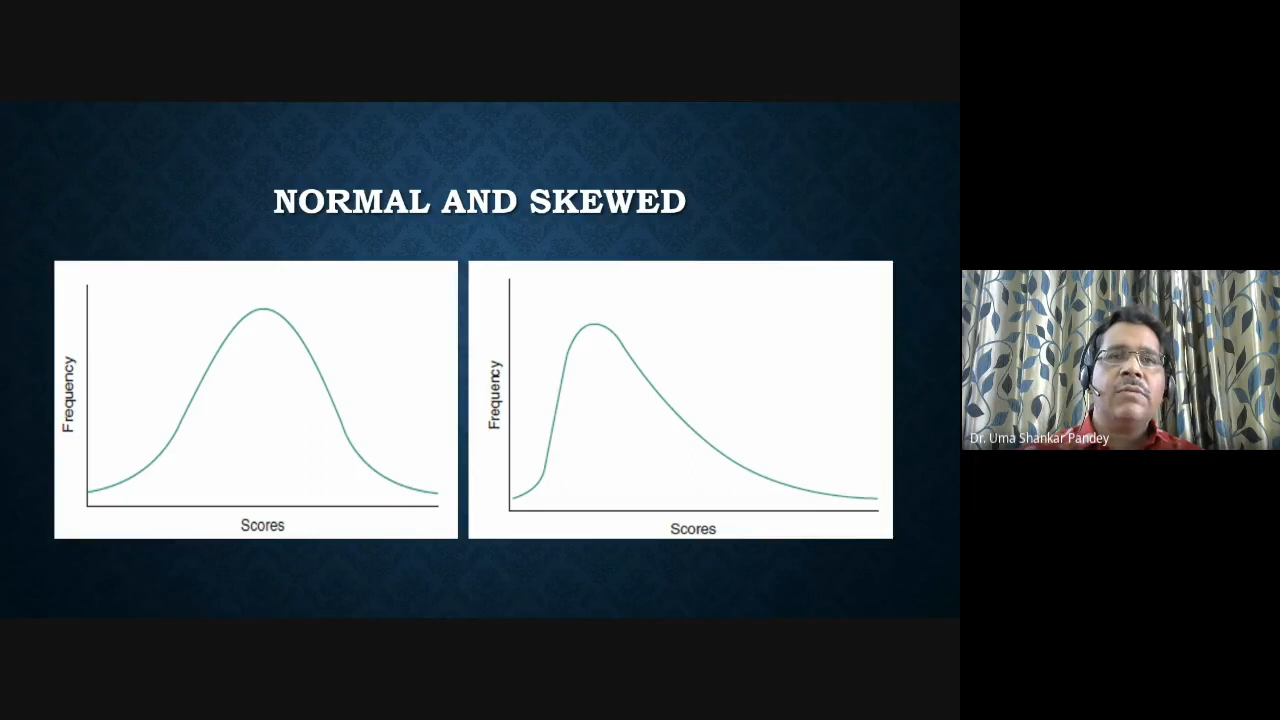 NORMAL AND SKEWED
Frequency
Scores
Frequency
Scores
Dr. Uma Shankar Pandey